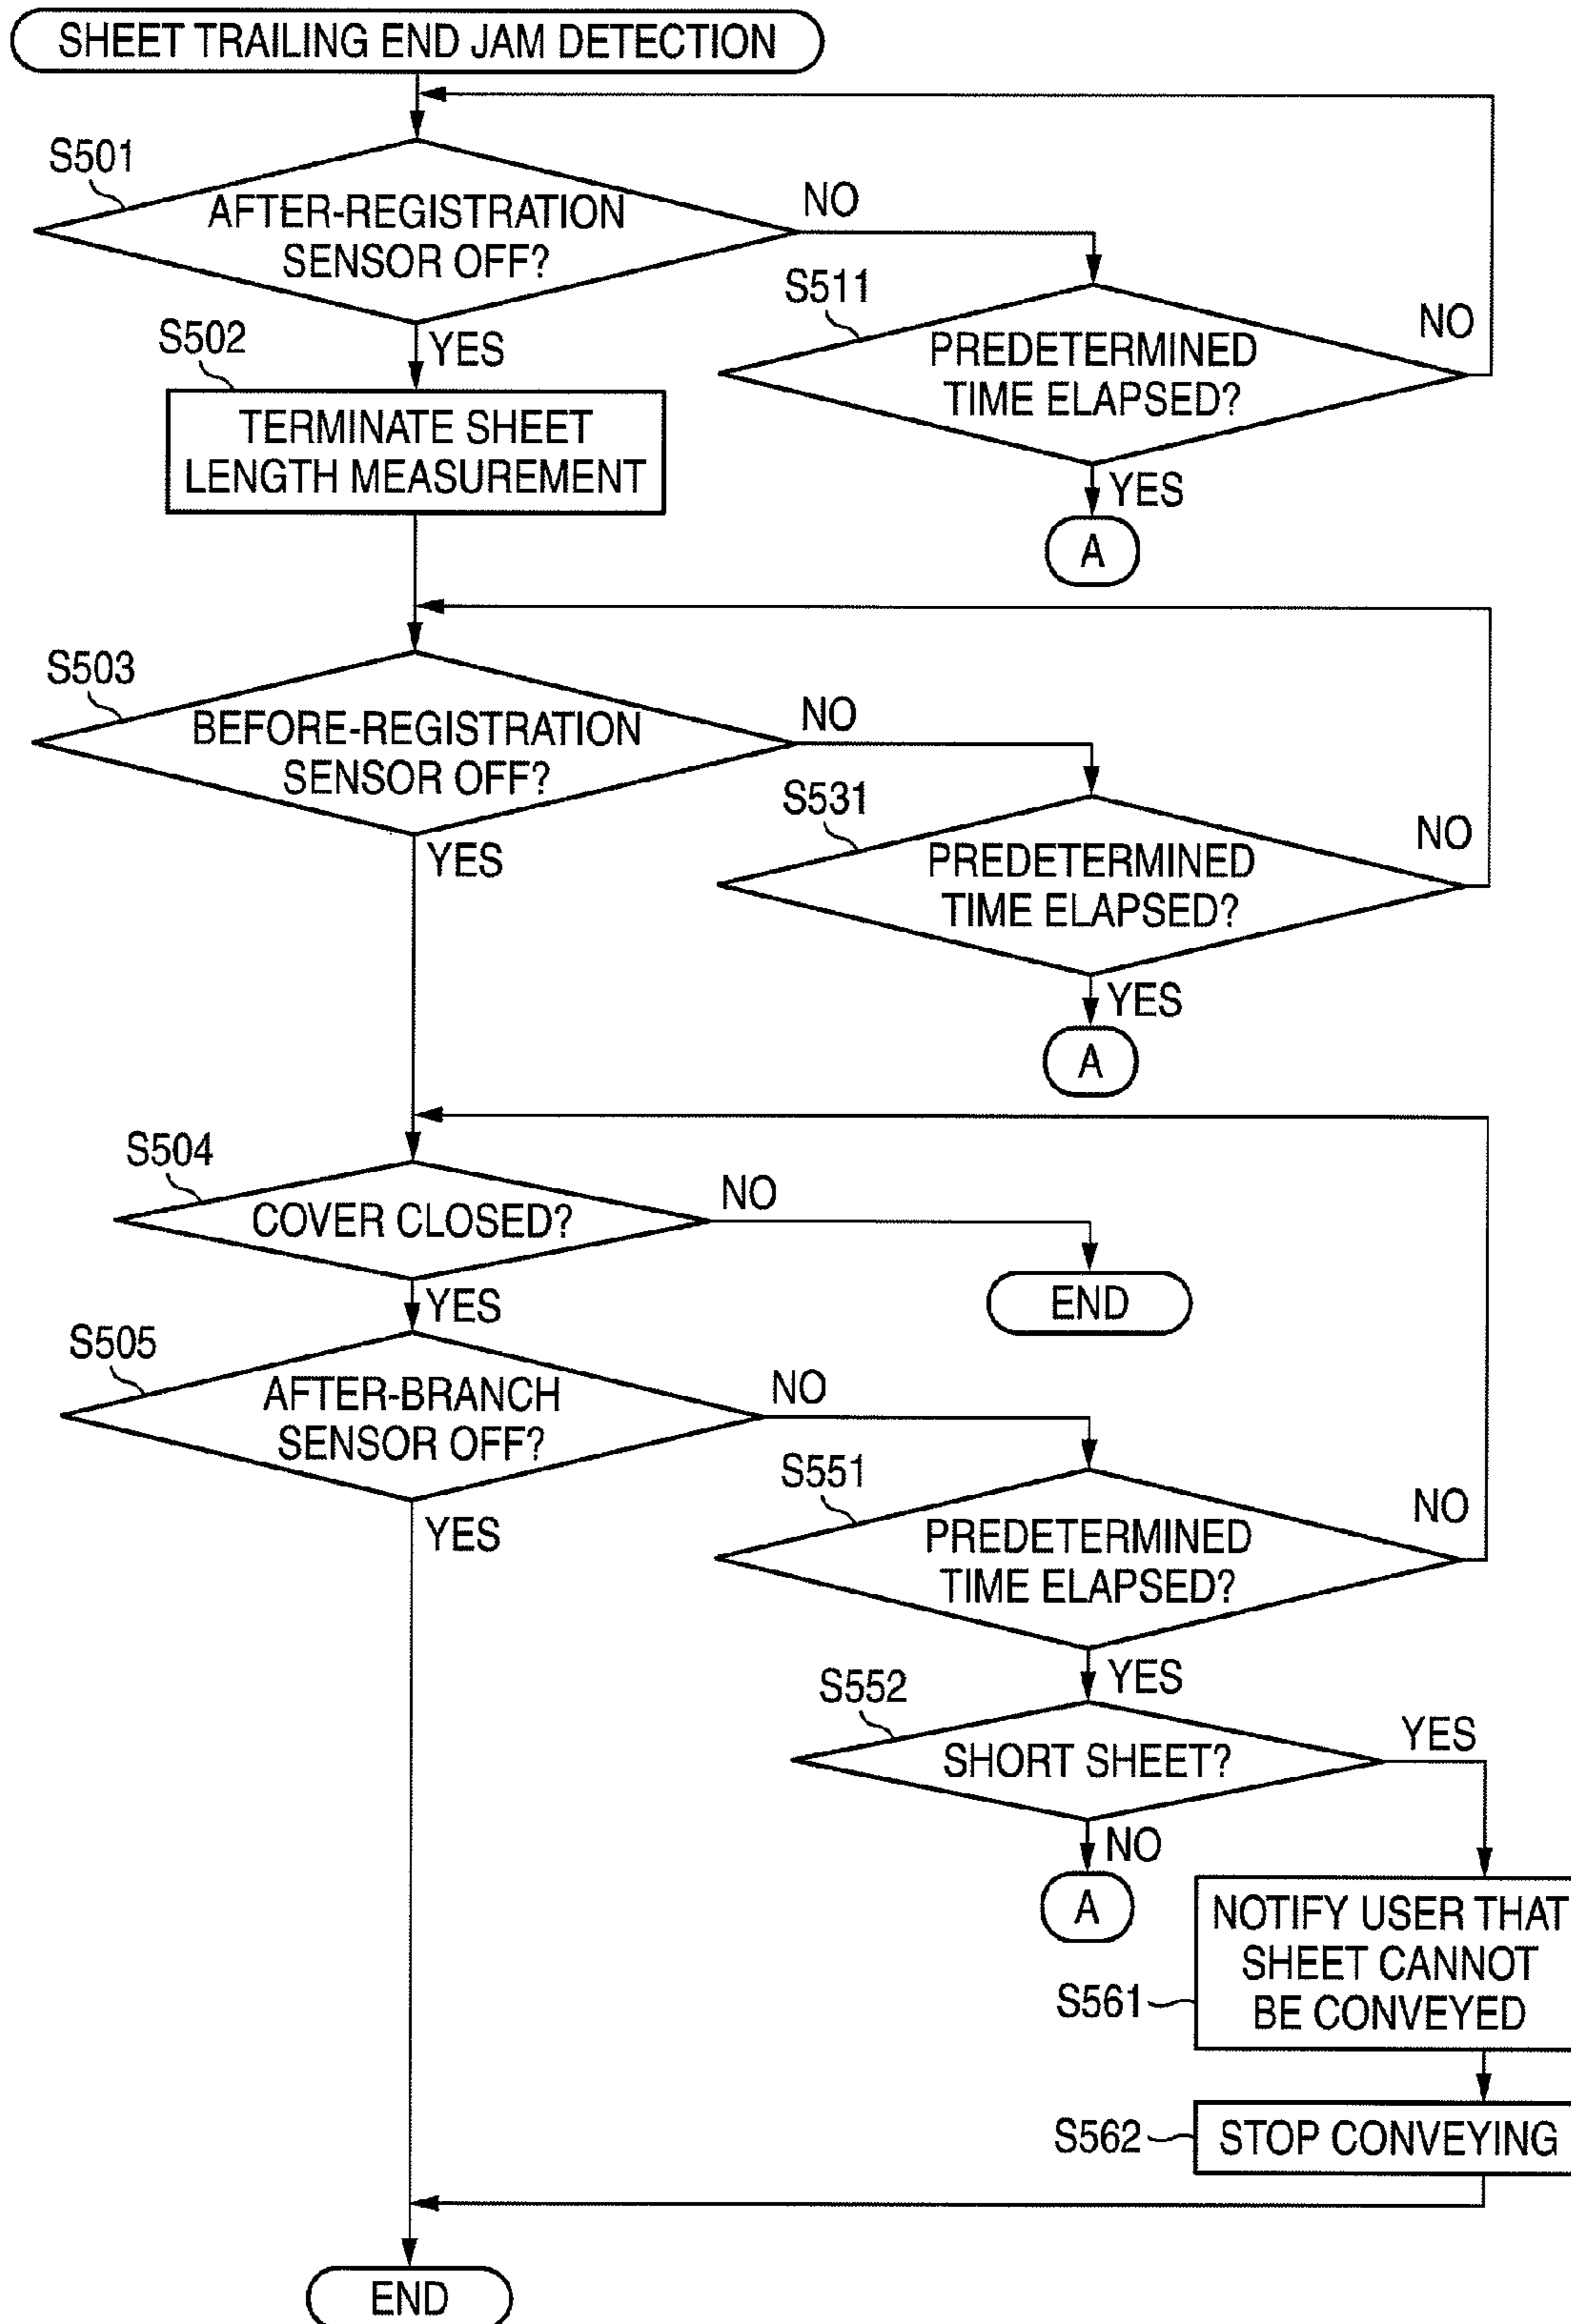 SHEET TRAILING END JAM DETECTION
S501
AFTER-REGISTRATION
SENSOR OFF?
NO
YES
S511
PREDETERMINED
TIME ELAPSED?
NO
YES
A
S502
TERMINATE SHEET
LENGTH MEASUREMENT
S503
BEFORE-REGISTRATION
SENSOR OFF?
NO
YES
S531
PREDETERMINED
TIME ELAPSED?
NO
YES
A
S504
COVER CLOSED?
NO
END
YES
S505
AFTER-BRANCH
SENSOR OFF?
NO
YES
S551
PREDETERMINED
TIME ELAPSED?
NO
YES
S552
SHORT SHEET?
YES
NO
A
NOTIFY USER THAT
SHEET CANNOT
BE CONVEYED
S561
S562
STOP CONVEYING
END